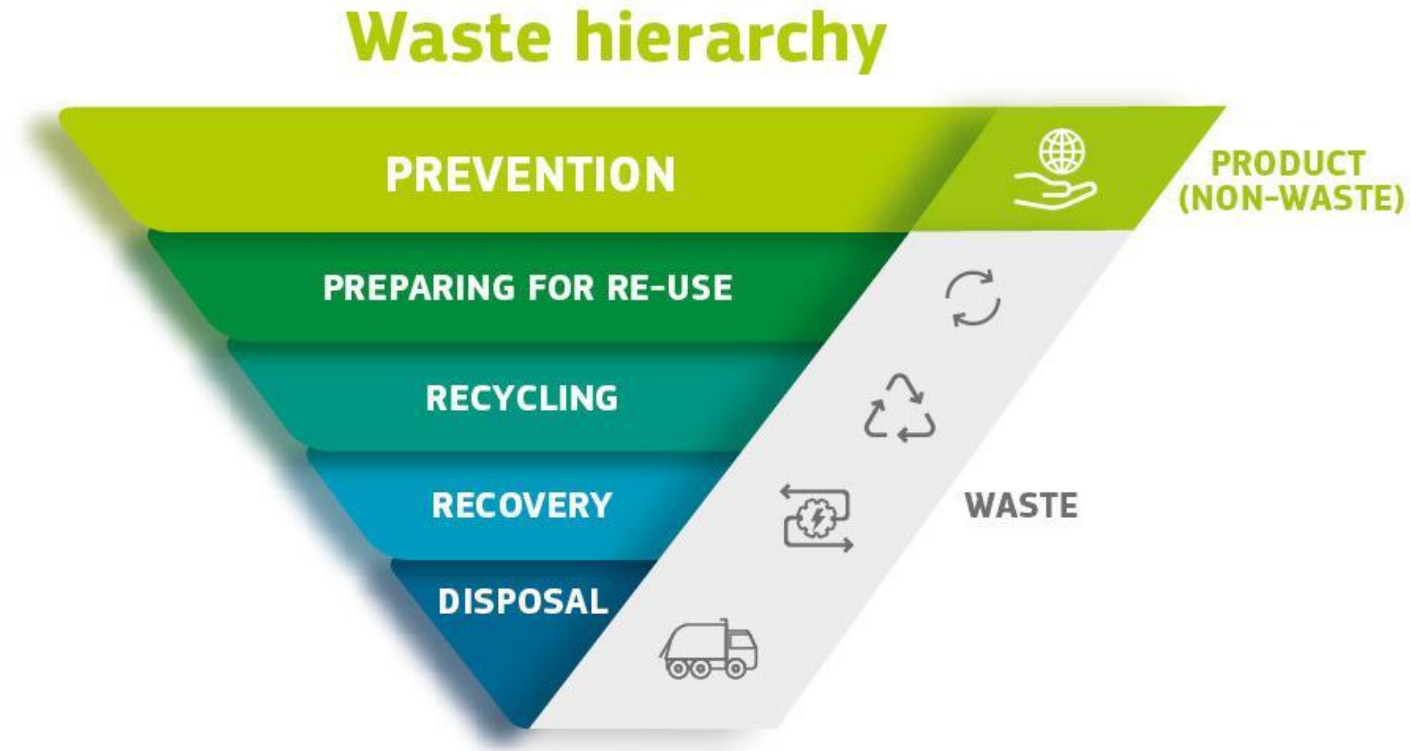 Waste hierarchy
PREVENTION
PRODUCT
(NON-WASTE)
PREPARING FOR RE-USE
RECYCLING
RECOVERY
WASTE
DISPOSAL